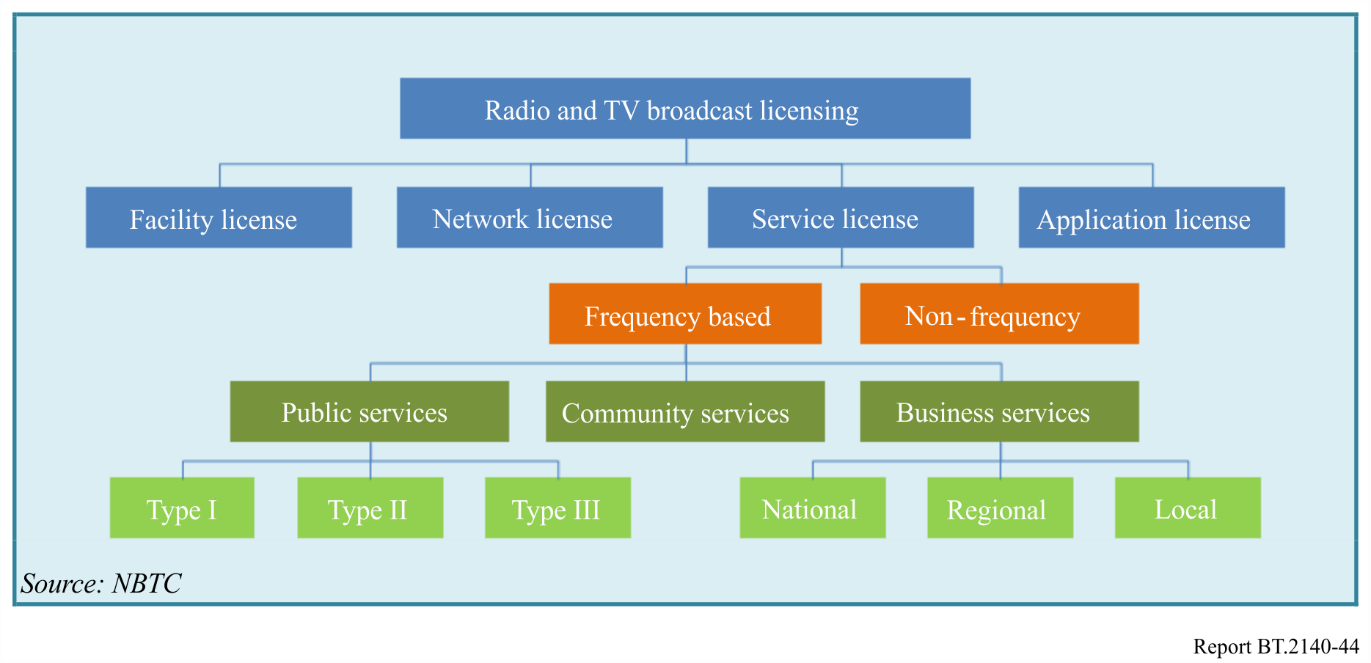 Radio and TV broadcast licensing
Facility license
Network license
Service license
Application license
Frequency based
Non-frequency
Public services
Community services
Business services
Type I
Type II
Type III
National
Regional
Local
Source: NBTC
Report BT.2140-44